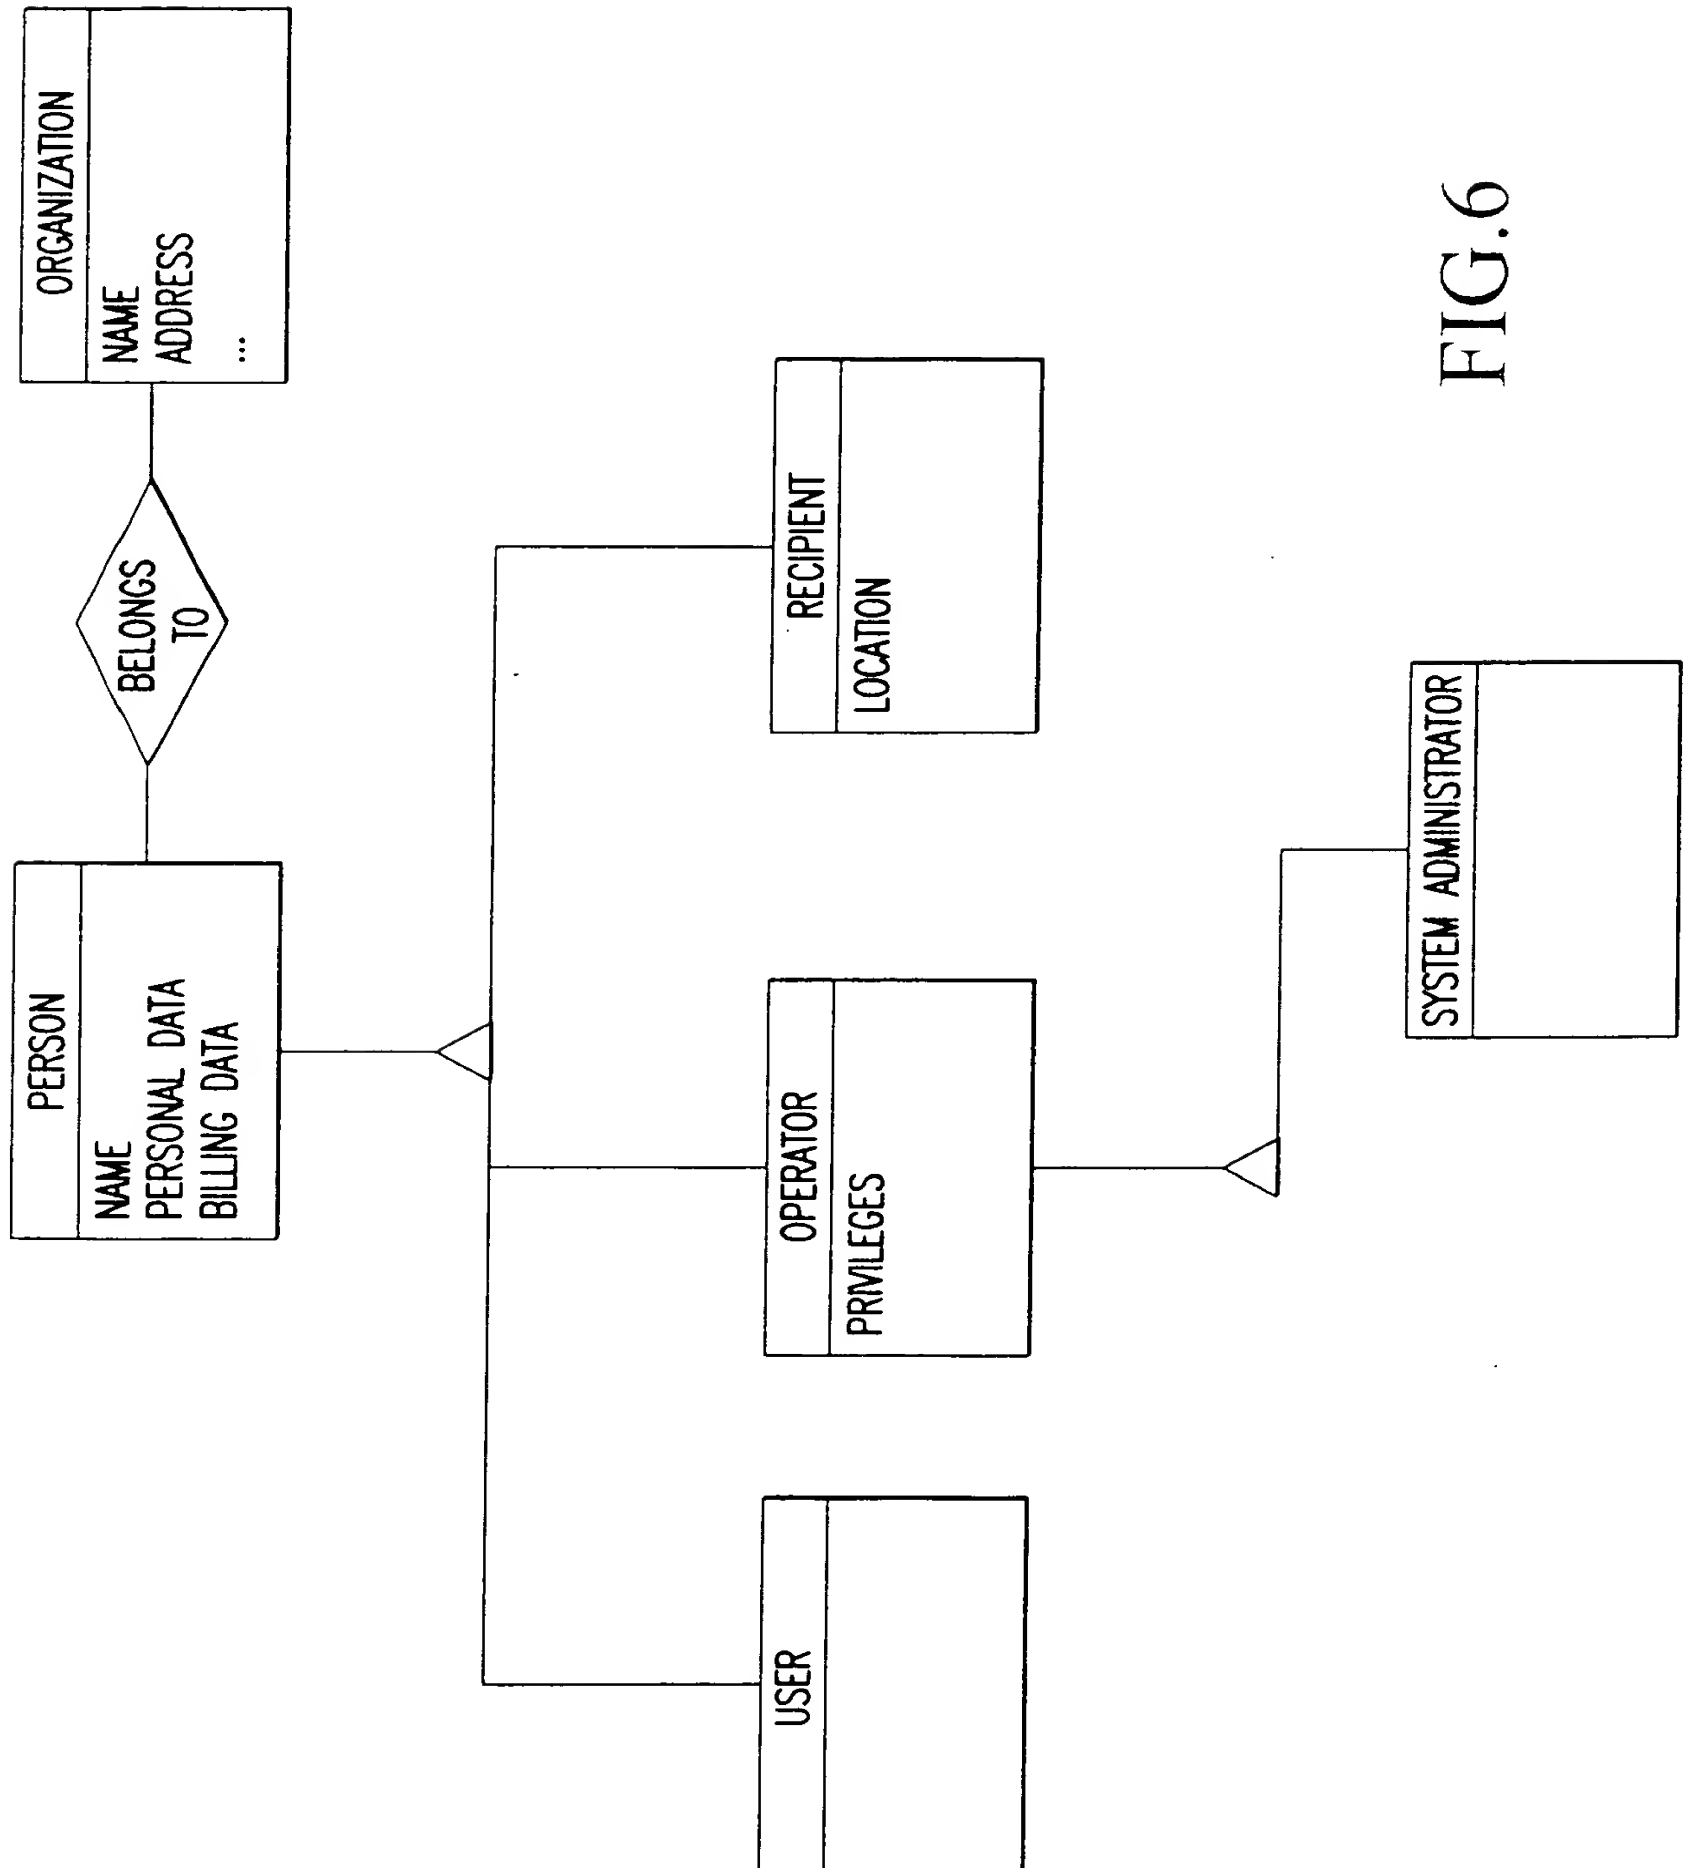 PERSON
NAME
PERSONAL DATA
BILLING DATA
BELONGS
TO
ORGANIZATION
NAME
ADDRESS
...
USER
OPERATOR
PRIVILEGES
RECIPIENT
LOCATION
SYSTEM ADMINISTRATOR
FIG.6